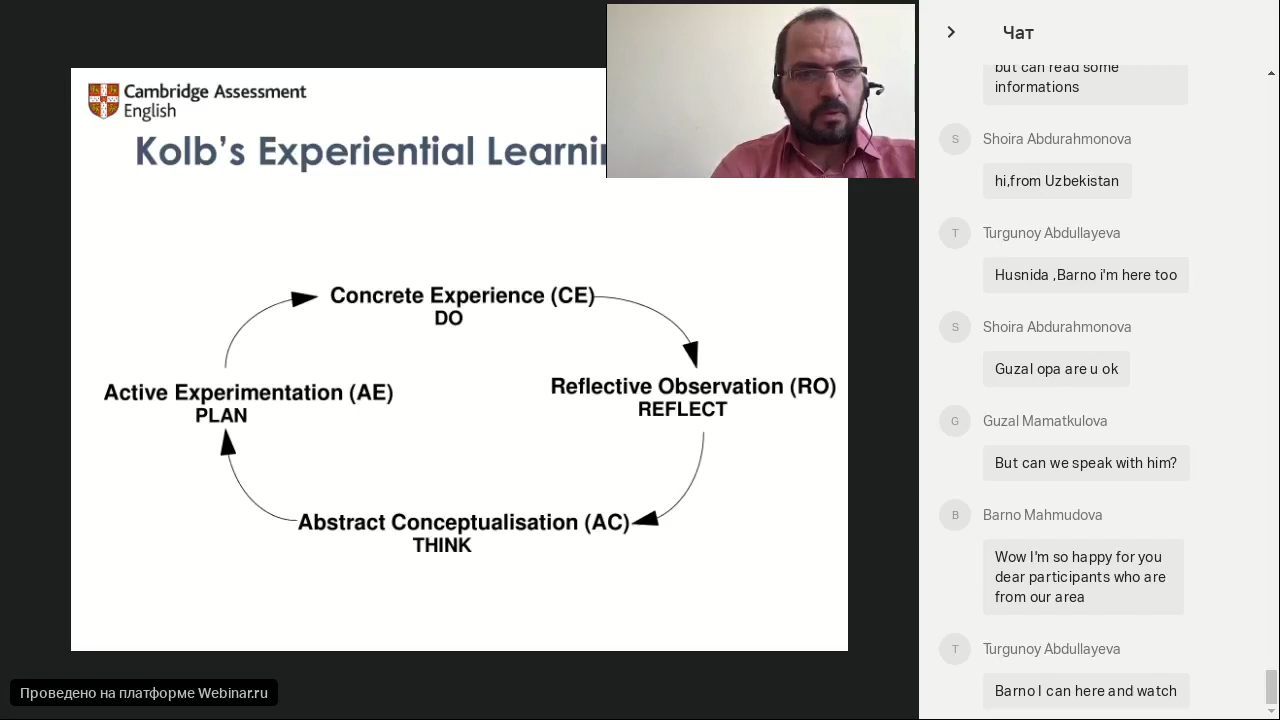 Cambridge Assessment
English
Kolb's Experiential Learnin
Concrete Experience (CE)
DO
Active Experimentation (AE)
PLAN
Reflective Observation (RO)
REFLECT
Abstract Conceptualisation (AC)
THINK
Проведено на платформе Webinar.ru
Чат
but can read some
informations
S
Shoira Abdurahmonova
hi,from Uzbekistan
T
Turgunoy Abdullayeva
Husnida ,Barno i'm here too
S
Shoira Abdurahmonova
Guzal opa are u ok
G
Guzal Mamatkulova
But can we speak with him?
B
Barno Mahmudova
Wow I'm so happy for you
dear participants who are
from our area
T
Turgunoy Abdullayeva
Barno I can here and watch